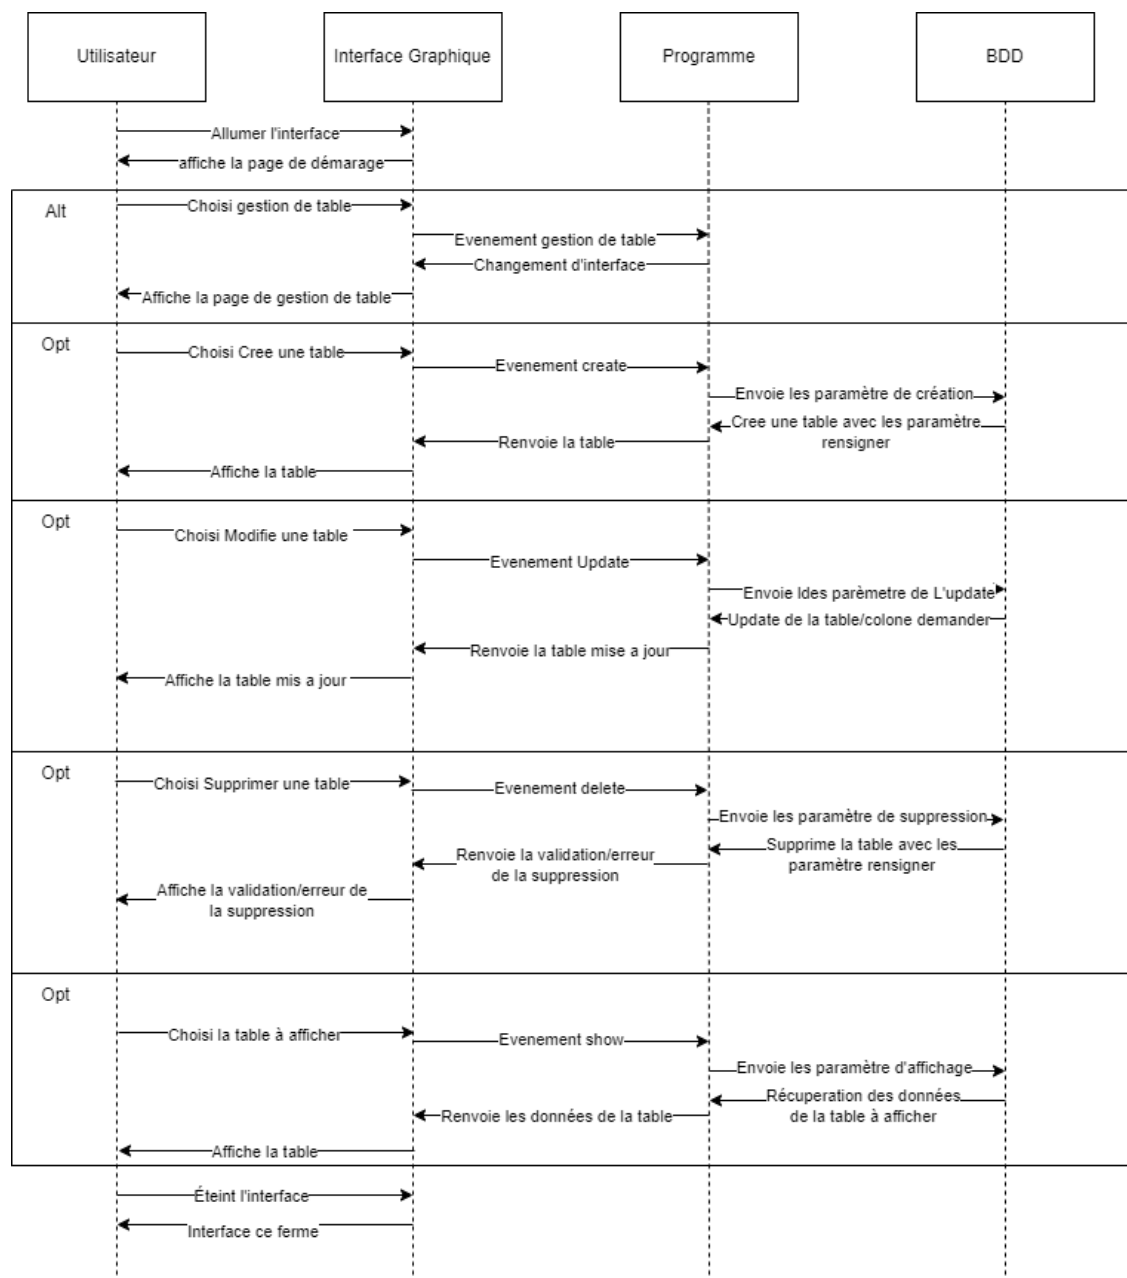 Utilisateur
Interface Graphique
Programme
BDD
Allumer l'interface
affiche la page de démarage
Alt
Choisi gestion de table
Evenement gestion de table
Changement d'interface
Affiche la page de gestion de table
Opt
Choisi Cree une table
Evenement create
Envoie les paramètre de création
Cree une table avec les paramètre
rensigner
Renvoie la table
Affiche la table
Opt
Choisi Modifie une table
Evenement Update
Envoie ldes parèmetre de L'update
Update de la table/colone demander
Renvoie la table mise a jour
Affiche la table mis a jour
Opt
Choisi Supprimer une table
Evenement delete
Envoie les paramètre de suppression
Supprime la table avec les
paramètre rensigner
Renvoie la validation/erreur
de la suppression
Affiche la validation/erreur de
la suppression
Opt
Choisi la table à afficher
Evenement show
Envoie les paramètre d'affichage
Récuperation des données
de la table à afficher
Renvoie les données de la table
Affiche la table
Éteint l'interface
Interface ce ferme